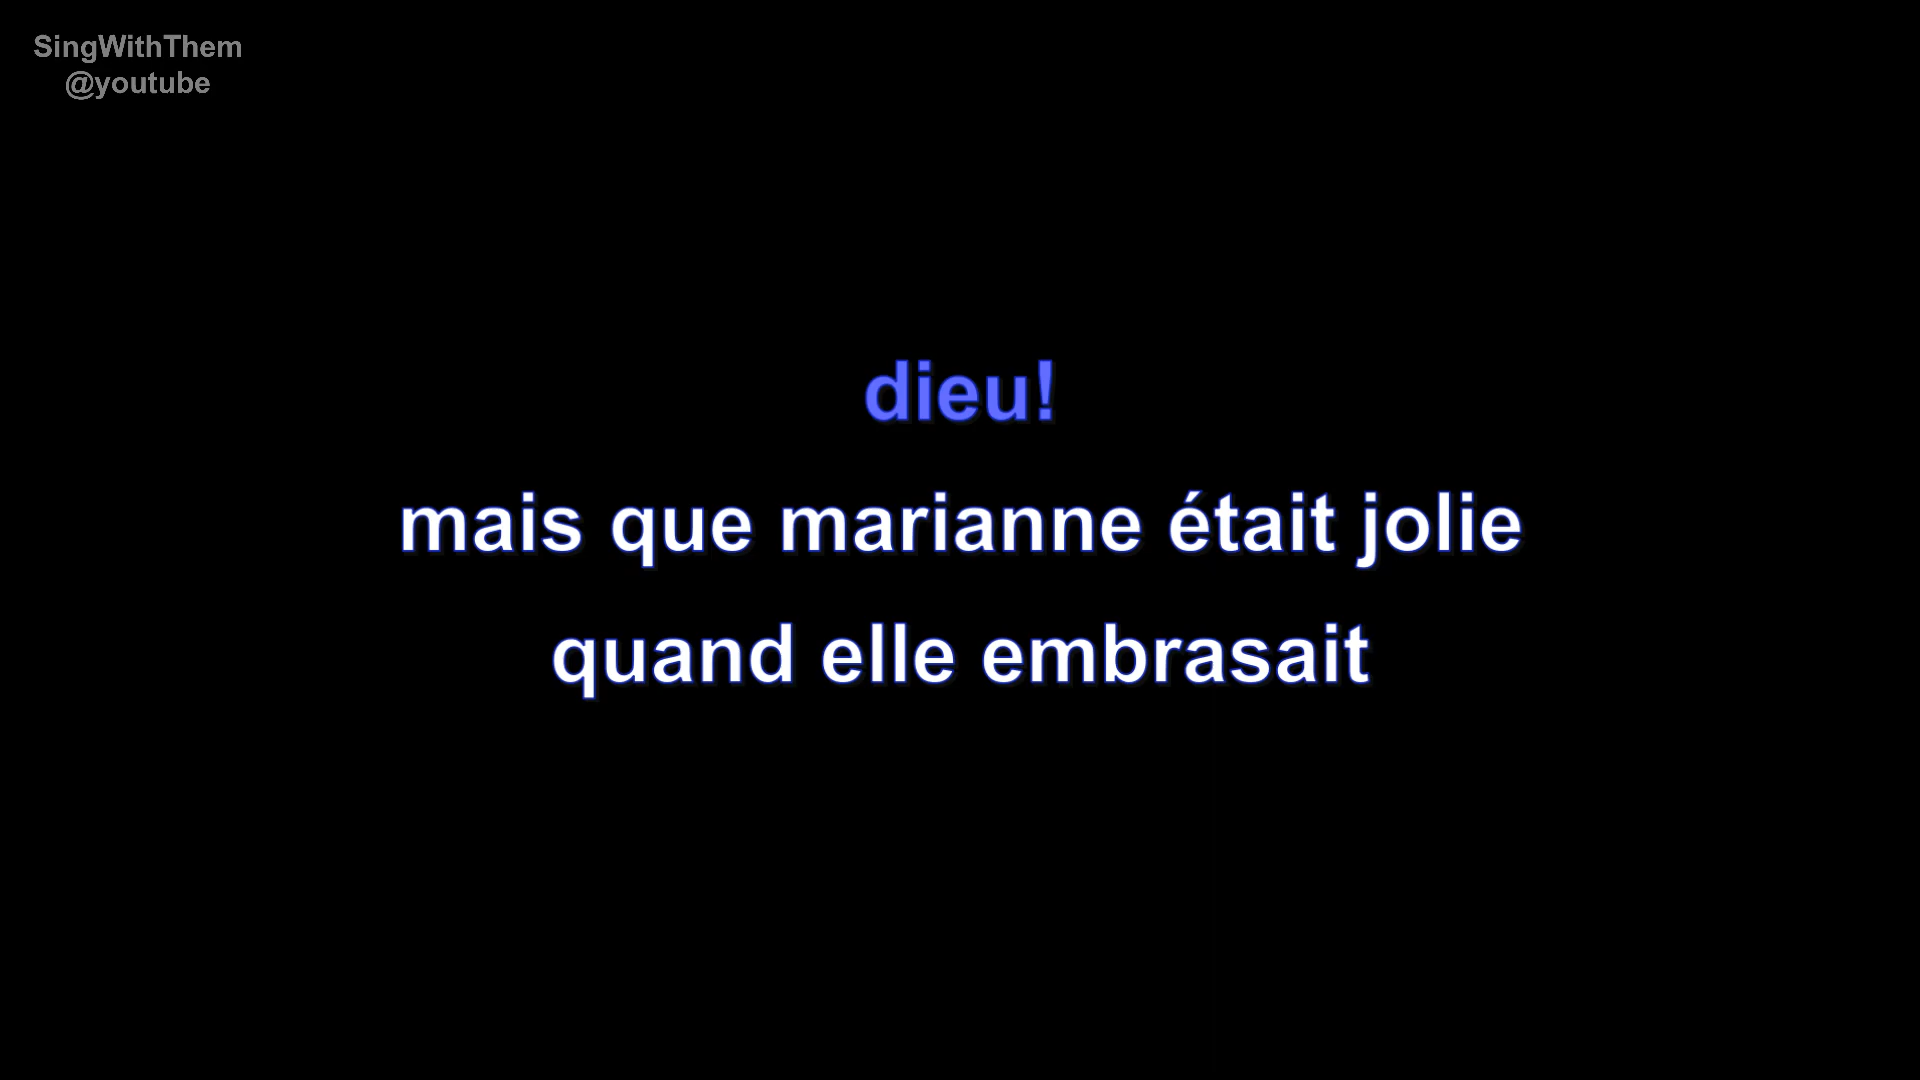 SingWithThem
@youtube
dieu!
mais que marianne était jolie
quand elle embrasait